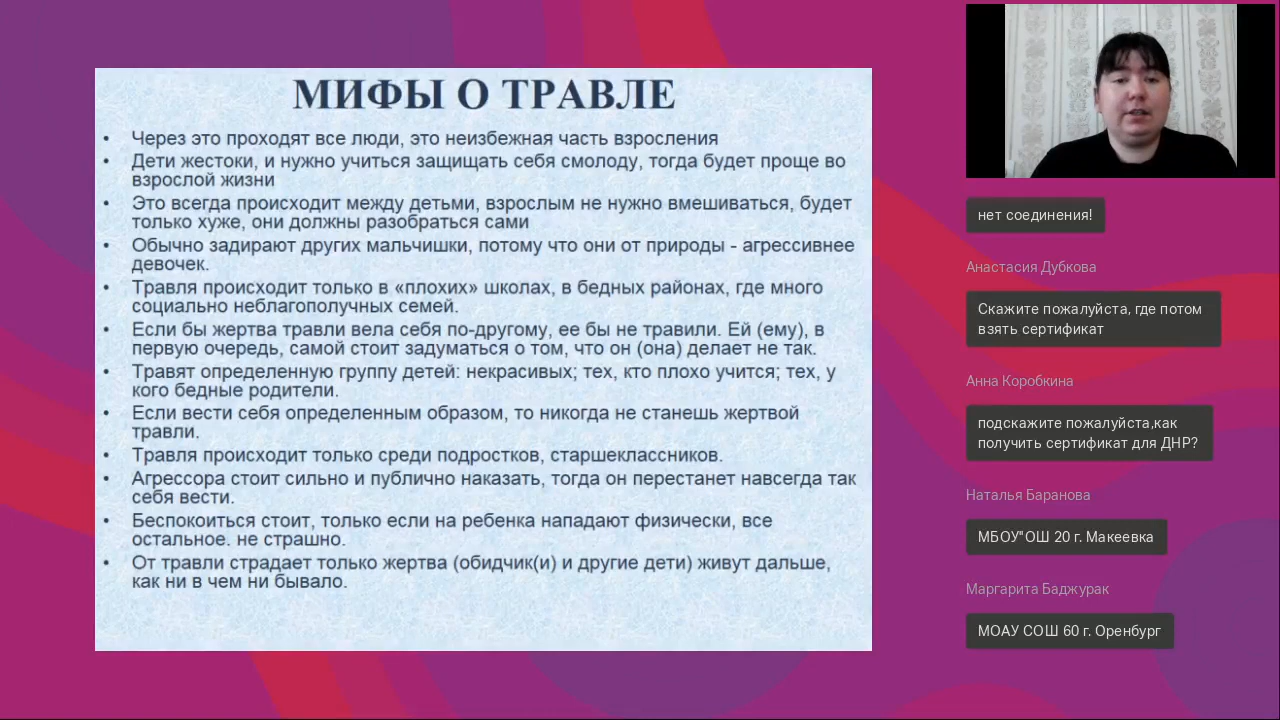 МИФЫ О ТРАВЛЕ
• Через это проходят все люди, это неизбежная часть взросления
• Дети жестоки, и нужно учиться защищать себя смолоду, тогда будет проще во
взрослой жизни
• Это всегда происходит между детьми, взрослым не нужно вмешиваться, будет
только хуже, они должны разобраться сами
• Обычно задирают других мальчишки, потому что они от природы - агрессивнее
девочек.
• Травля происходит только в «плохих» школах, в бедных районах, где много
социально неблагополучных семей.
• Если бы жертва травли вела себя по-другому, ее бы не травили. Ей (ему), в
первую очередь, самой стоит задуматься о том, что он (она) делает не так.
• Травят определенную группу детей: некрасивых; тех, кто плохо учится; тех, у
кого бедные родители.
• Если вести себя определенным образом, то никогда не станешь жертвой
травли.
• Травля происходит только среди подростков, старшеклассников.
• Агрессора стоит сильно и публично наказать, тогда он перестанет навсегда так
себя вести.
• Беспокоиться стоит, только если на ребенка нападают физически, все
остальное. не страшно.
• От травли страдает только жертва (обидчик(и) и другие дети) живут дальше,
как ни в чем ни бывало.
нет соединения!
Анастасия Дубкова
Скажите пожалуйста, где потом
взять сертификат
Анна Коробкина
подскажите пожалуйста,как
получить сертификат для ДНР?
Наталья Баранова
МБОУ"ОШ 20 г. Макеевка
Маргарита Баджурак
МОАУ СОШ 60 г. Оренбург